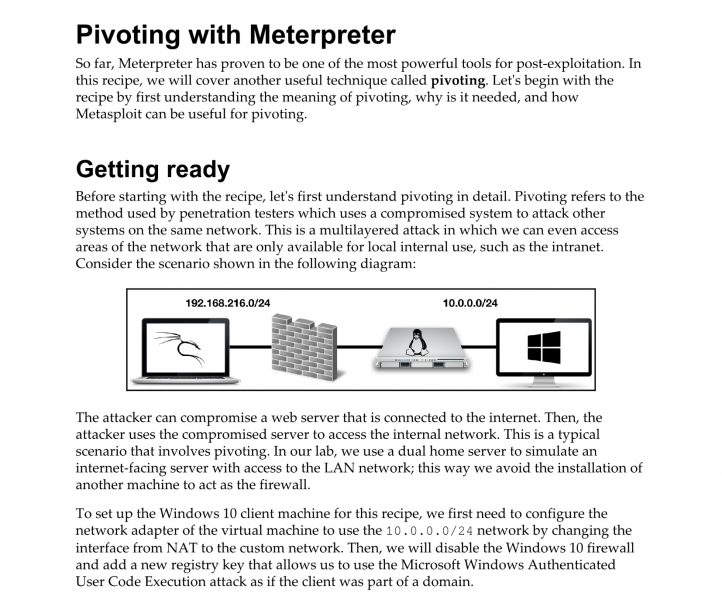 Pivoting with Meterpreter
So far, Meterpreter has proven to be one of the most powerful tools for post-exploitation. In
this recipe, we will cover another useful technique called pivoting. Let's begin with the
recipe by first understanding the meaning of pivoting, why is it needed, and how
Metasploit can be useful for pivoting.
Getting ready
Before starting with the recipe, let's first understand pivoting in detail. Pivoting refers to the
method used by penetration testers which uses a compromised system to attack other
systems on the same network. This is a multilayered attack in which we can even access
areas of the network that are only available for local internal use, such as the intranet.
Consider the scenario shown in the following diagram:
192.168.216.0/24
10.0.0.0/24
The attacker can compromise a web server that is connected to the internet. Then, the
attacker uses the compromised server to access the internal network. This is a typical
scenario that involves pivoting. In our lab, we use a dual home server to simulate an
internet-facing server with access to the LAN network; this way we avoid the installation of
another machine to act as the firewall.
To set up the Windows 10 client machine for this recipe, we first need to configure the
network adapter of the virtual machine to use the 10.0.0.0/24 network by changing the
interface from NAT to the custom network. Then, we will disable the Windows 10 firewall
and add a new registry key that allows us to use the Microsoft Windows Authenticated
User Code Execution attack as if the client was part of a domain.